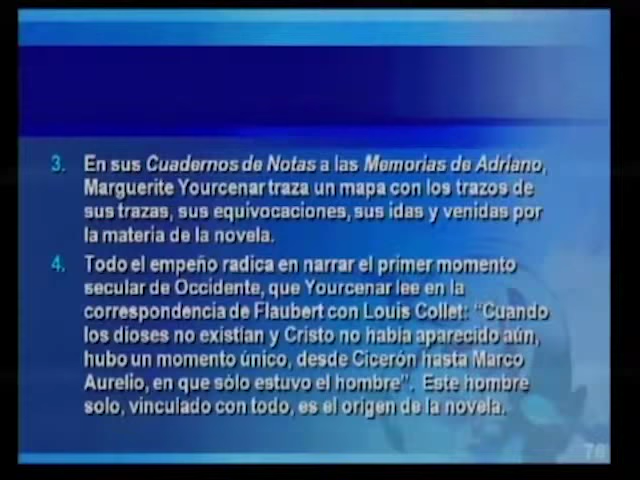 3. En sus Cuadernos de Notas a las Memorias de Adriano,
Marguerite Yourcenar traza un mapa con los trazos de
sus trazas, sus equivocaciones, sus idas y venidas por
la materia de la novela.
4. Todo el empeño radica en narrar el primer momento
secular de Occidente, que Yourcenar lee en la
correspondencia de Flaubert con Louis Collet: “Cuando
los dioses no existían y Cristo no había aparecido aún,
hubo un momento único, desde Cicerón hasta Marco
Aurelio, en que sólo estuvo el hombre”. Este hombre
solo, vinculado con todo, es el origen de la novela.